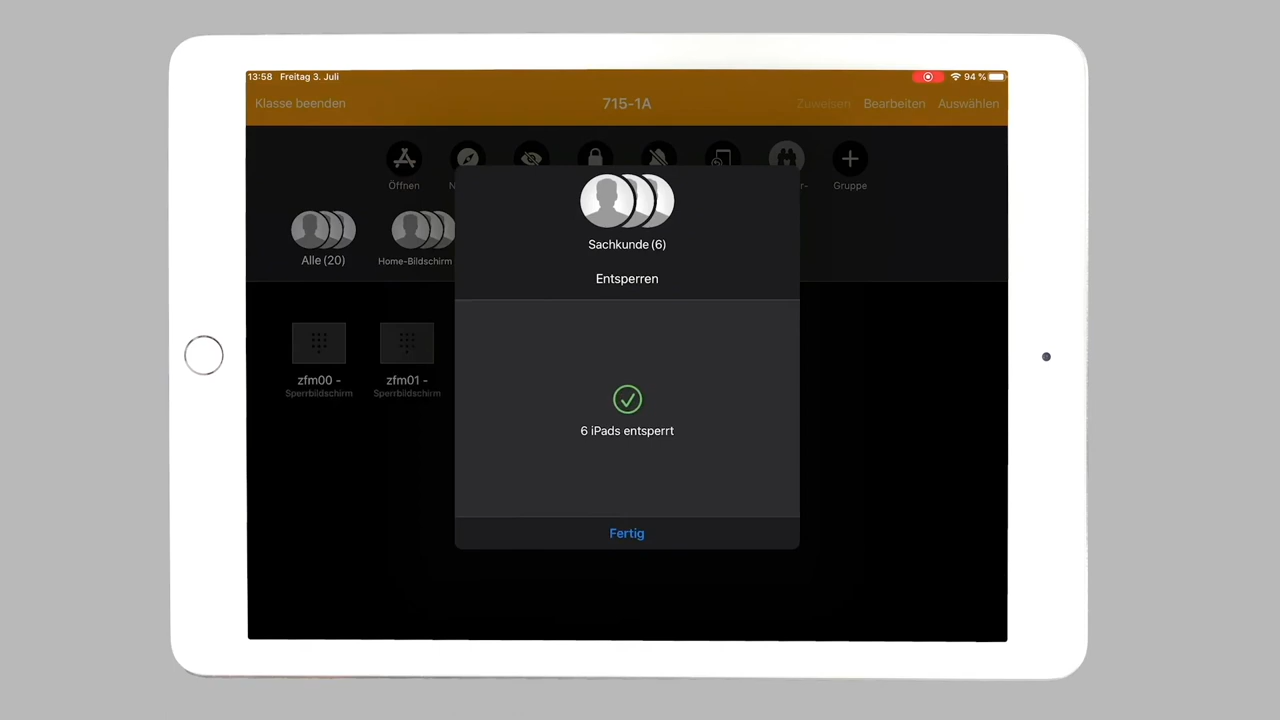 13:58 Freitag 3. Juli 94 %
Klasse beenden 715-1A Zuweisen Bearbeiten Auswählen
Öffnen N r- Gruppe
Alle (20) Home-Bildschirm
Sachkunde (6)
Entsperren
zfm00 - zfm01 -
Sperrbildschirm Sperrbildschirm
6 iPads entsperrt
Fertig